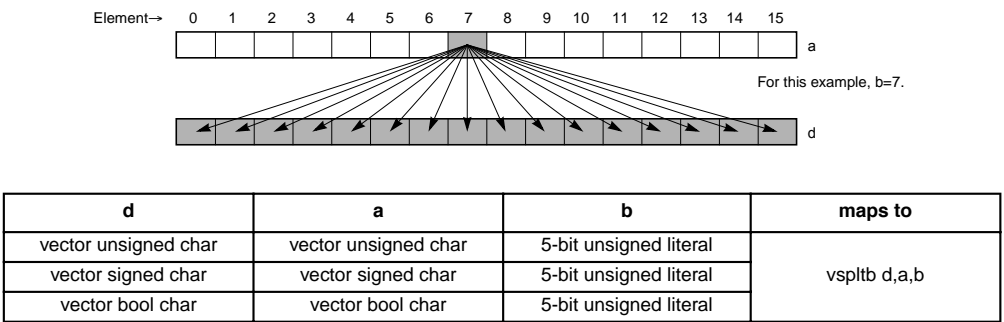 Element→ 0 1 2 3 4 5 6 7 8 9 10 11 12 13 14 15
a
For this example, b=7.
d
d a b maps to
vector unsigned char vector unsigned char 5-bit unsigned literal
vector signed char vector signed char 5-bit unsigned literal vspltb d,a,b
vector bool char vector bool char 5-bit unsigned literal